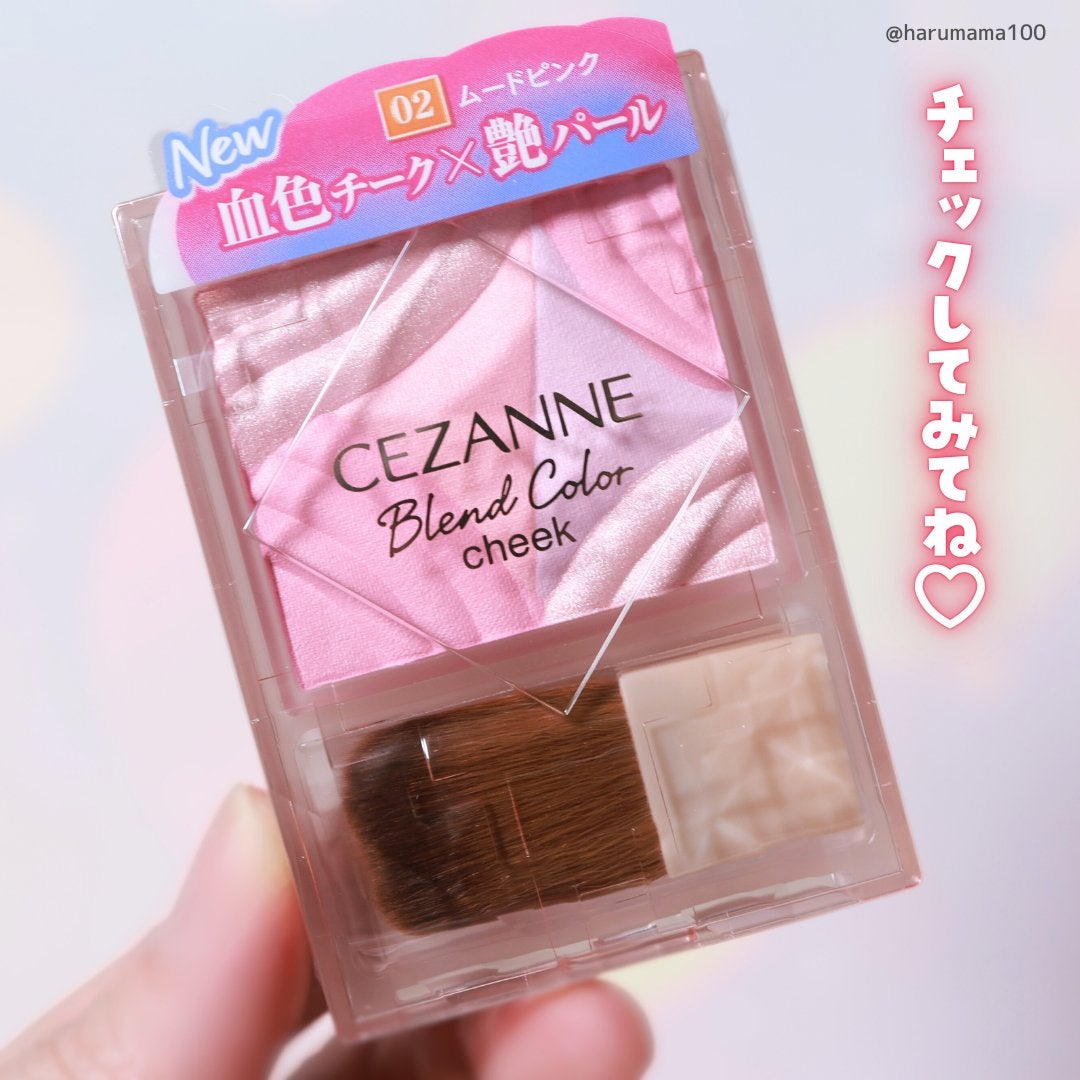 @harumama100
New
02 ムードピンク
血色チーク×艶パール
CEZANNE
Blend Color
cheek
チェックしてみてね♡